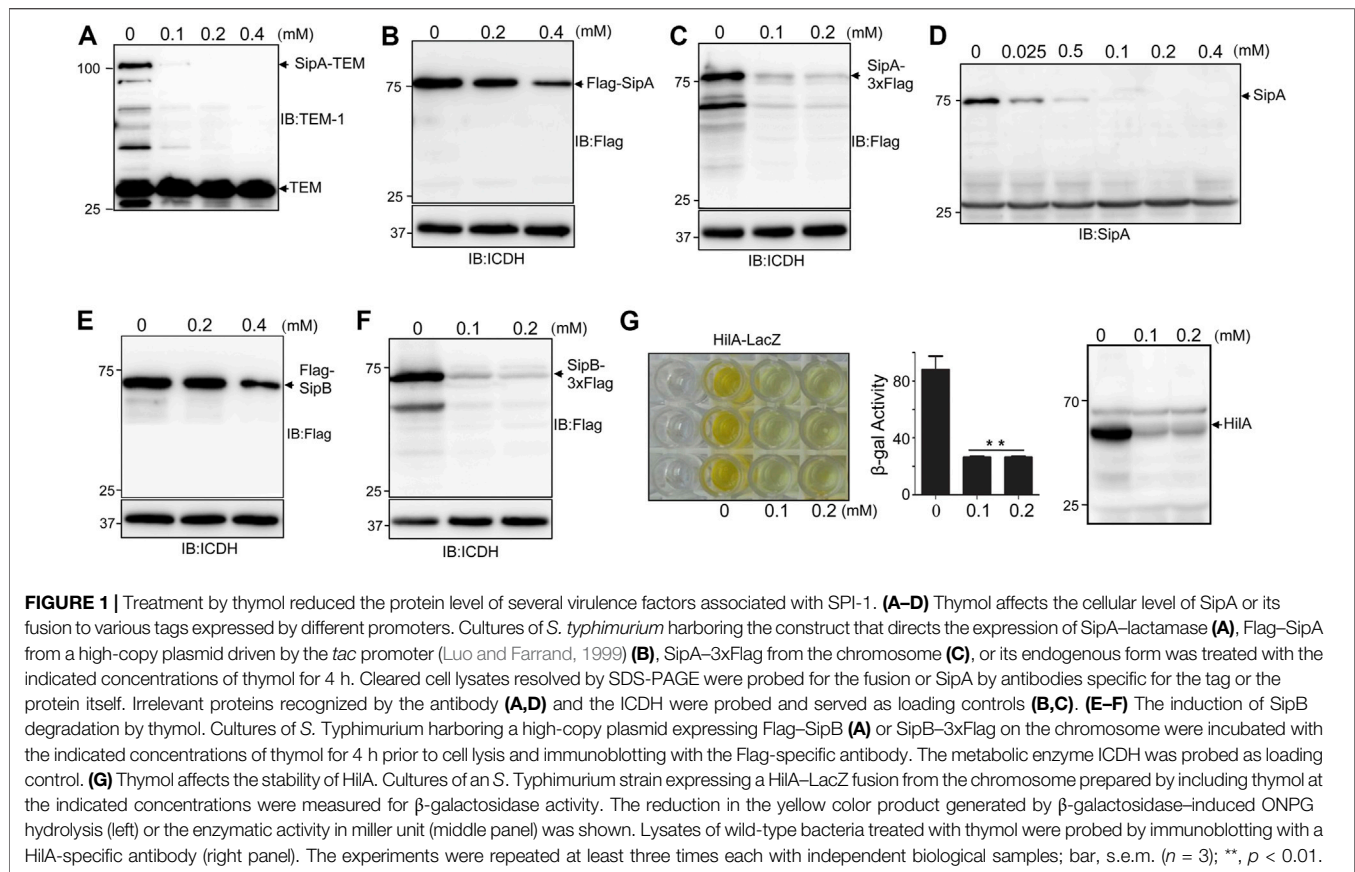 A
0 0.1 0.2 0.4 (mM)
100
SipA-TEM
IB:TEM-1
TEM
25
B
0 0.2 0.4 (mM)
75
Flag-SipA
IB:Flag
25
37
IB:ICDH
C
0 0.1 0.2 (mM)
75
SipA-
3xFlag
IB:Flag
25
37
IB:ICDH
D
0 0.025 0.5 0.1 0.2 0.4 (mM)
75
SipA
25
IB:SipA
E
0 0.2 0.4 (mM)
75
Flag-
SipB
IB:Flag
25
37
IB:ICDH
F
0 0.1 0.2 (mM)
75
SipB-
3xFlag
IB:Flag
25
37
IB:ICDH
G
HilA-LacZ
0 0.1 0.2 (mM)
β-gal Activity
80
40
0
**
0 0.1 0.2
0 0.1 0.2 (mM)
70
HilA
25
FIGURE 1 | Treatment by thymol reduced the protein level of several virulence factors associated with SPI-1. (A–D) Thymol affects the cellular level of SipA or its
fusion to various tags expressed by different promoters. Cultures of S. typhimurium harboring the construct that directs the expression of SipA–lactamase (A), Flag–SipA
from a high-copy plasmid driven by the tac promoter (Luo and Farrand, 1999) (B), SipA–3xFlag from the chromosome (C), or its endogenous form was treated with the
indicated concentrations of thymol for 4 h. Cleared cell lysates resolved by SDS-PAGE were probed for the fusion or SipA by antibodies specific for the tag or the
protein itself. Irrelevant proteins recognized by the antibody (A,D) and the ICDH were probed and served as loading controls (B,C). (E–F) The induction of SipB
degradation by thymol. Cultures of S. Typhimurium harboring a high-copy plasmid expressing Flag–SipB (A) or SipB–3xFlag on the chromosome were incubated with
the indicated concentrations of thymol for 4 h prior to cell lysis and immunoblotting with the Flag-specific antibody. The metabolic enzyme ICDH was probed as loading
control. (G) Thymol affects the stability of HilA. Cultures of an S. Typhimurium strain expressing a HilA–LacZ fusion from the chromosome prepared by including thymol at
the indicated concentrations were measured for β-galactosidase activity. The reduction in the yellow color product generated by β-galactosidase–induced ONPG
hydrolysis (left) or the enzymatic activity in miller unit (middle panel) was shown. Lysates of wild-type bacteria treated with thymol were probed by immunoblotting with a
HilA-specific antibody (right panel). The experiments were repeated at least three times each with independent biological samples; bar, s.e.m. (n = 3); **, p < 0.01.